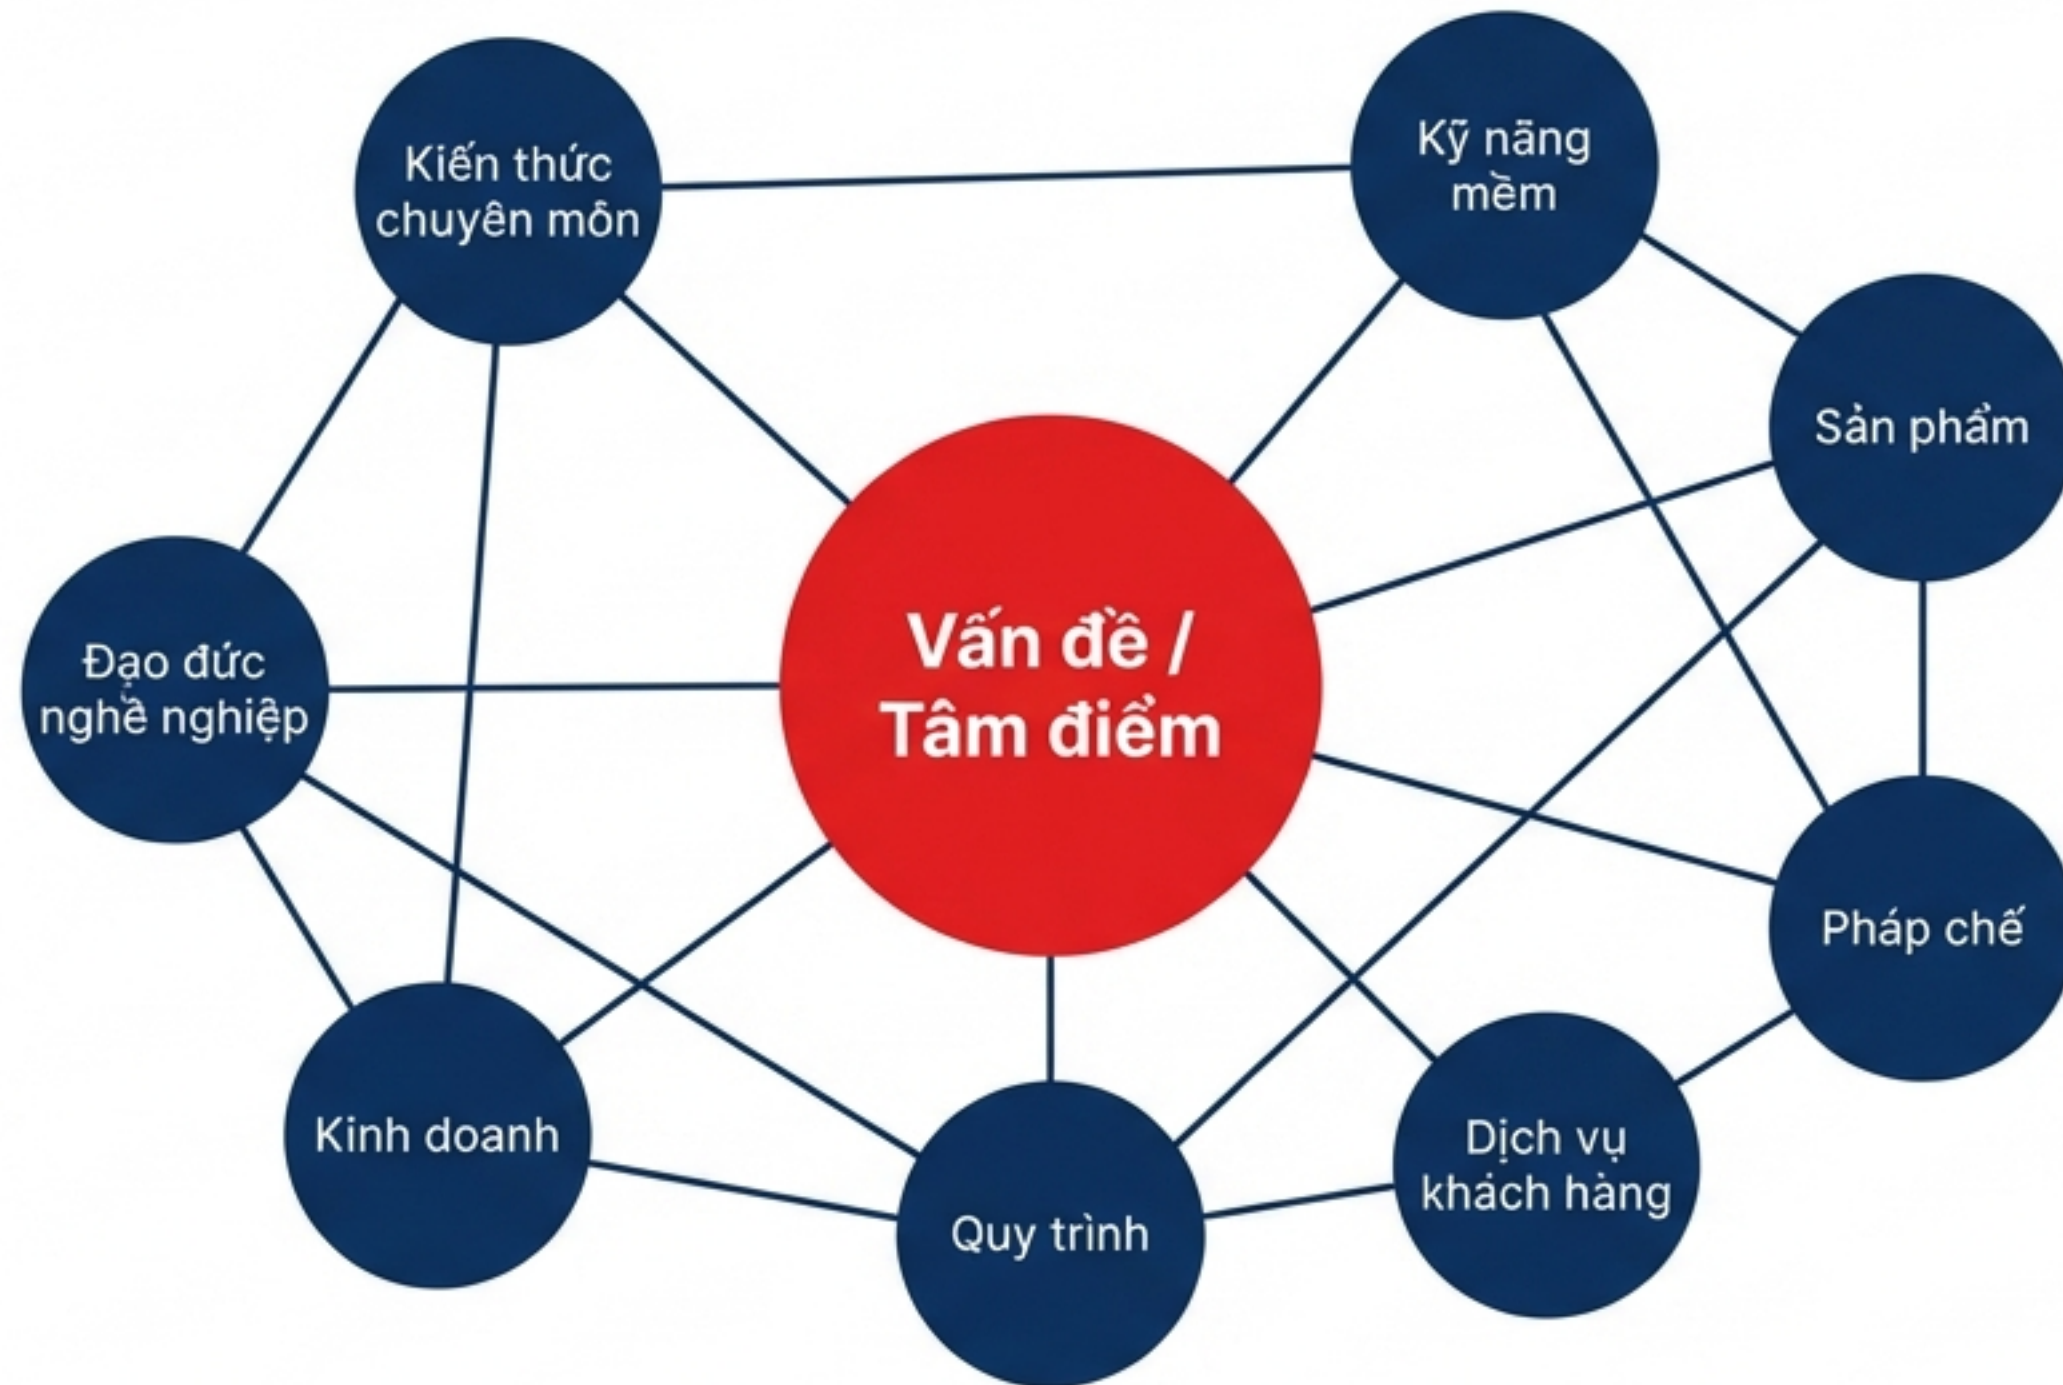 Kiến thức
chuyên môn
Kỹ năng
mềm
Sản phẩm
Vấn đề /
Tâm điểm
Đạo đức
nghề nghiệp
Pháp chế
Kinh doanh
Dịch vụ
khách hàng
Quy trình